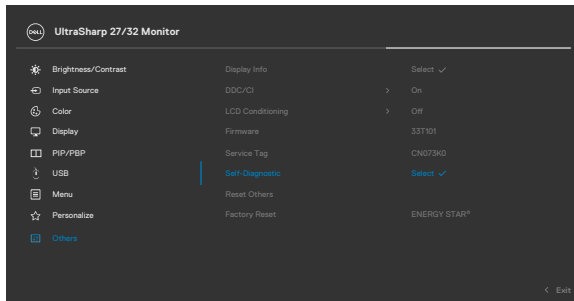 DELL UltraSharp 27/32 Monitor
Brightness/Contrast Display Info Select ✓
Input Source DDC/CI > On
Color LCD Conditioning > Off
Display Firmware 33T101
PIP/PBP Service Tag CN073K0
USB Self-Diagnostic Select ✓
Menu Reset Others
Personalize Factory Reset ENERGY STAR®
Others
< Exit